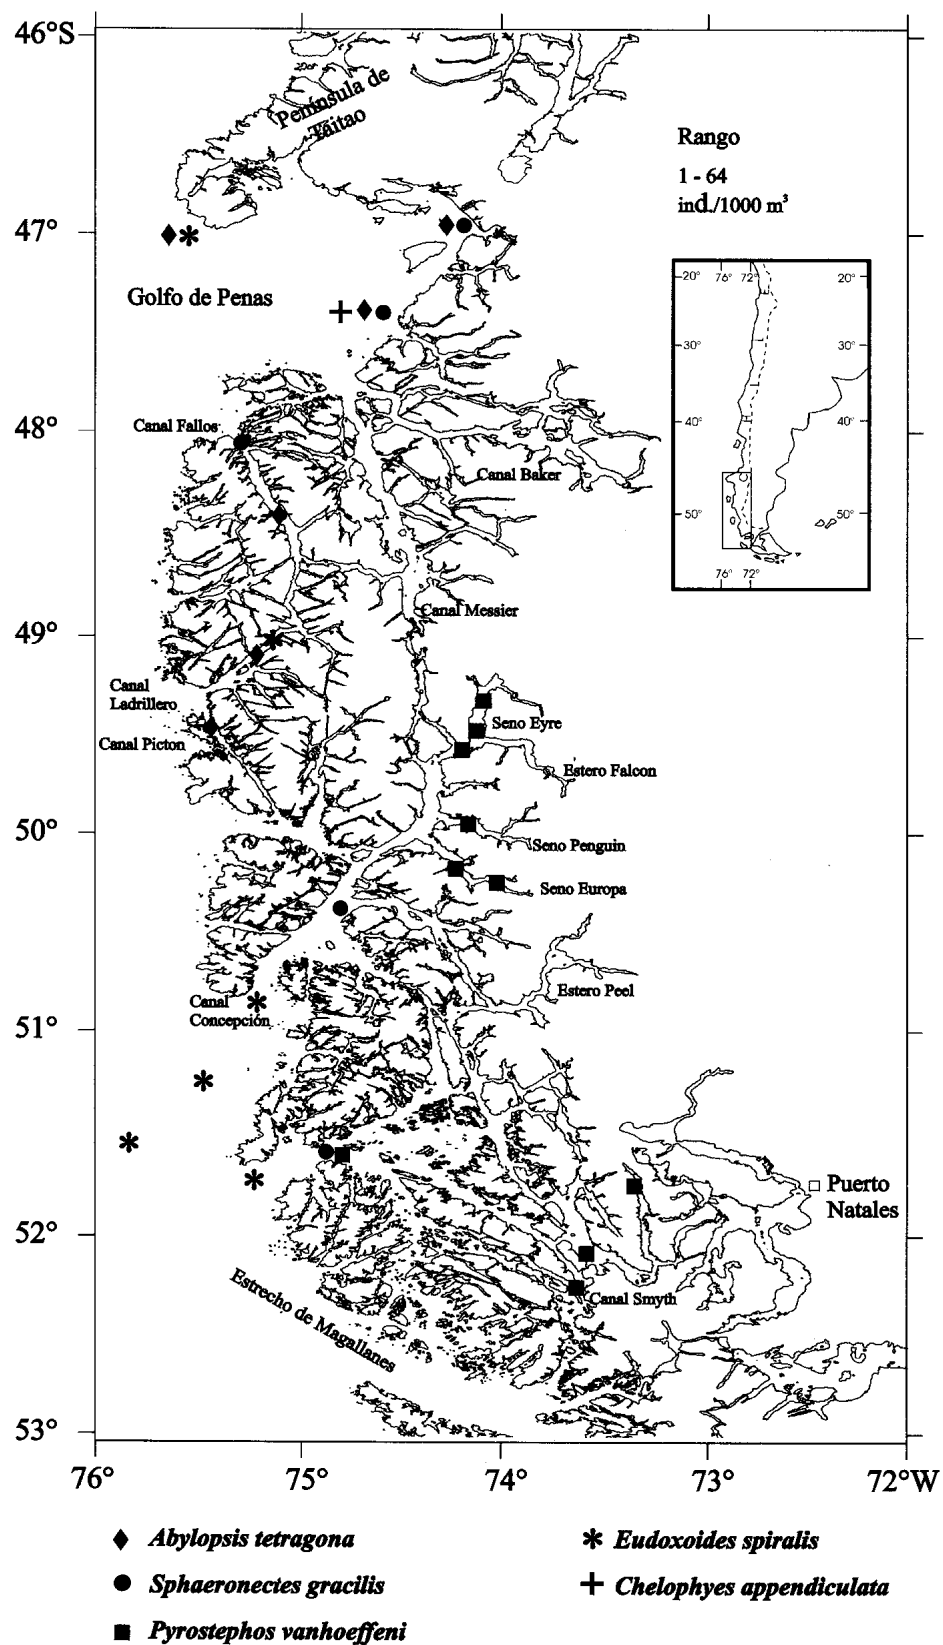 46°S
Península de
Taitao
Rango
1 - 64
ind./1000 m³
47°
Golfo de Penas
20° 76° 72° 20°
30° 30°
40° 40°
50° 50°
76° 72°
Canal Fallos
48°
Canal Baker
Canal Messier
49°
Canal
Ladrillero
Seno Eyre
Canal Picton
Estero Falcon
50°
Seno Penguin
Seno Europa
Estero Peel
Canal
Concepción
51°
Puerto
Natales
52°
Estrecho de Magallanes
Canal Smyth
53°
76° 75° 74° 73° 72°W
Abylopsis tetragona
Eudoxoides spiralis
Sphaeronectes gracilis
Chelophyes appendiculata
Pyrostephos vanhoeffeni